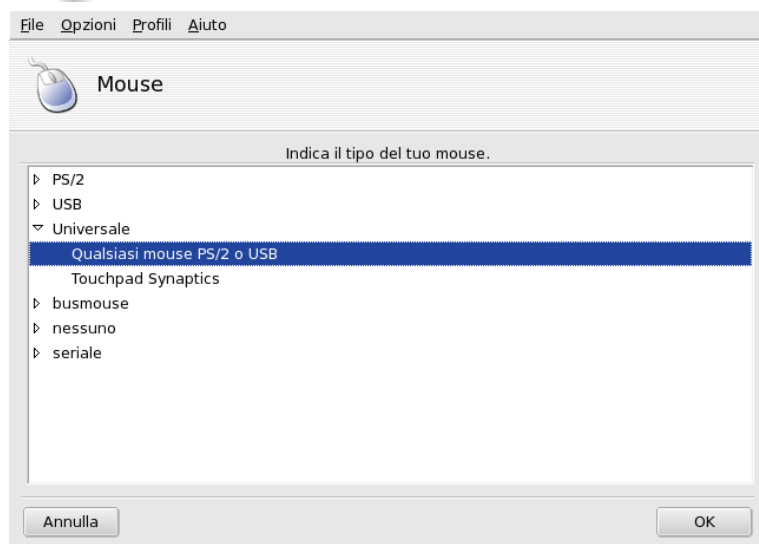 File Opzioni Profili Aiuto
Mouse
Indica il tipo del tuo mouse.
PS/2
USB
Universale
Qualsiasi mouse PS/2 o USB
Touchpad Synaptics
busmouse
nessuno
seriale
Annulla OK